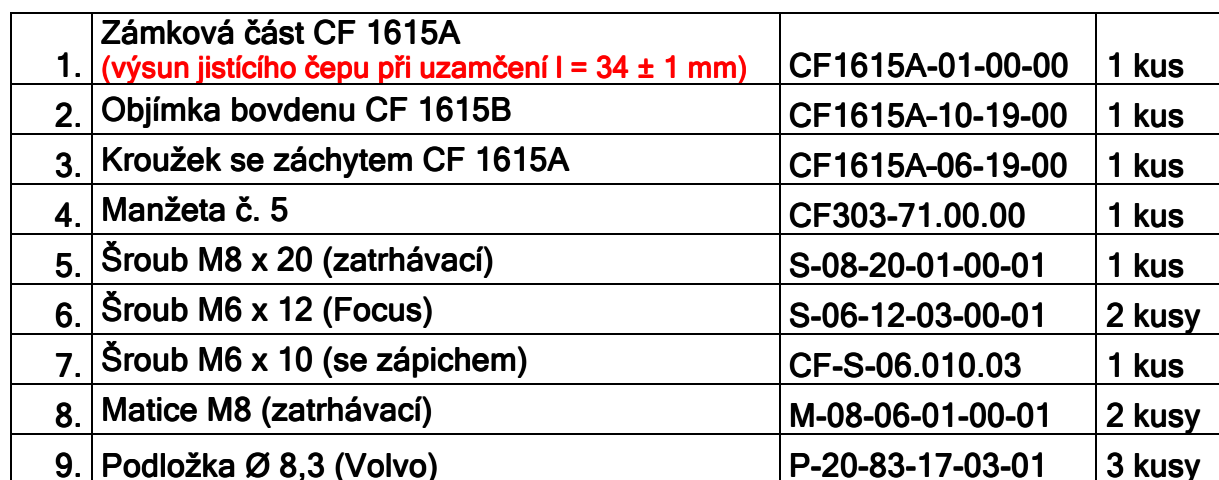 1. Zámková část CF 1615A
(výsun jistícího čepu při uzamčení l = 34 ± 1 mm) CF1615A-01-00-00 1 kus
2. Objímka bovdenu CF 1615B CF1615A-10-19-00 1 kus
3. Kroužek se záchytem CF 1615A CF1615A-06-19-00 1 kus
4. Manžeta č. 5 CF303-71.00.00 1 kus
5. Šroub M8 x 20 (zatrhávací) S-08-20-01-00-01 1 kus
6. Šroub M6 x 12 (Focus) S-06-12-03-00-01 2 kusy
7. Šroub M6 x 10 (se zápichem) CF-S-06.010.03 1 kus
8. Matice M8 (zatrhávací) M-08-06-01-00-01 2 kusy
9. Podložka Ø 8,3 (Volvo) P-20-83-17-03-01 3 kusy